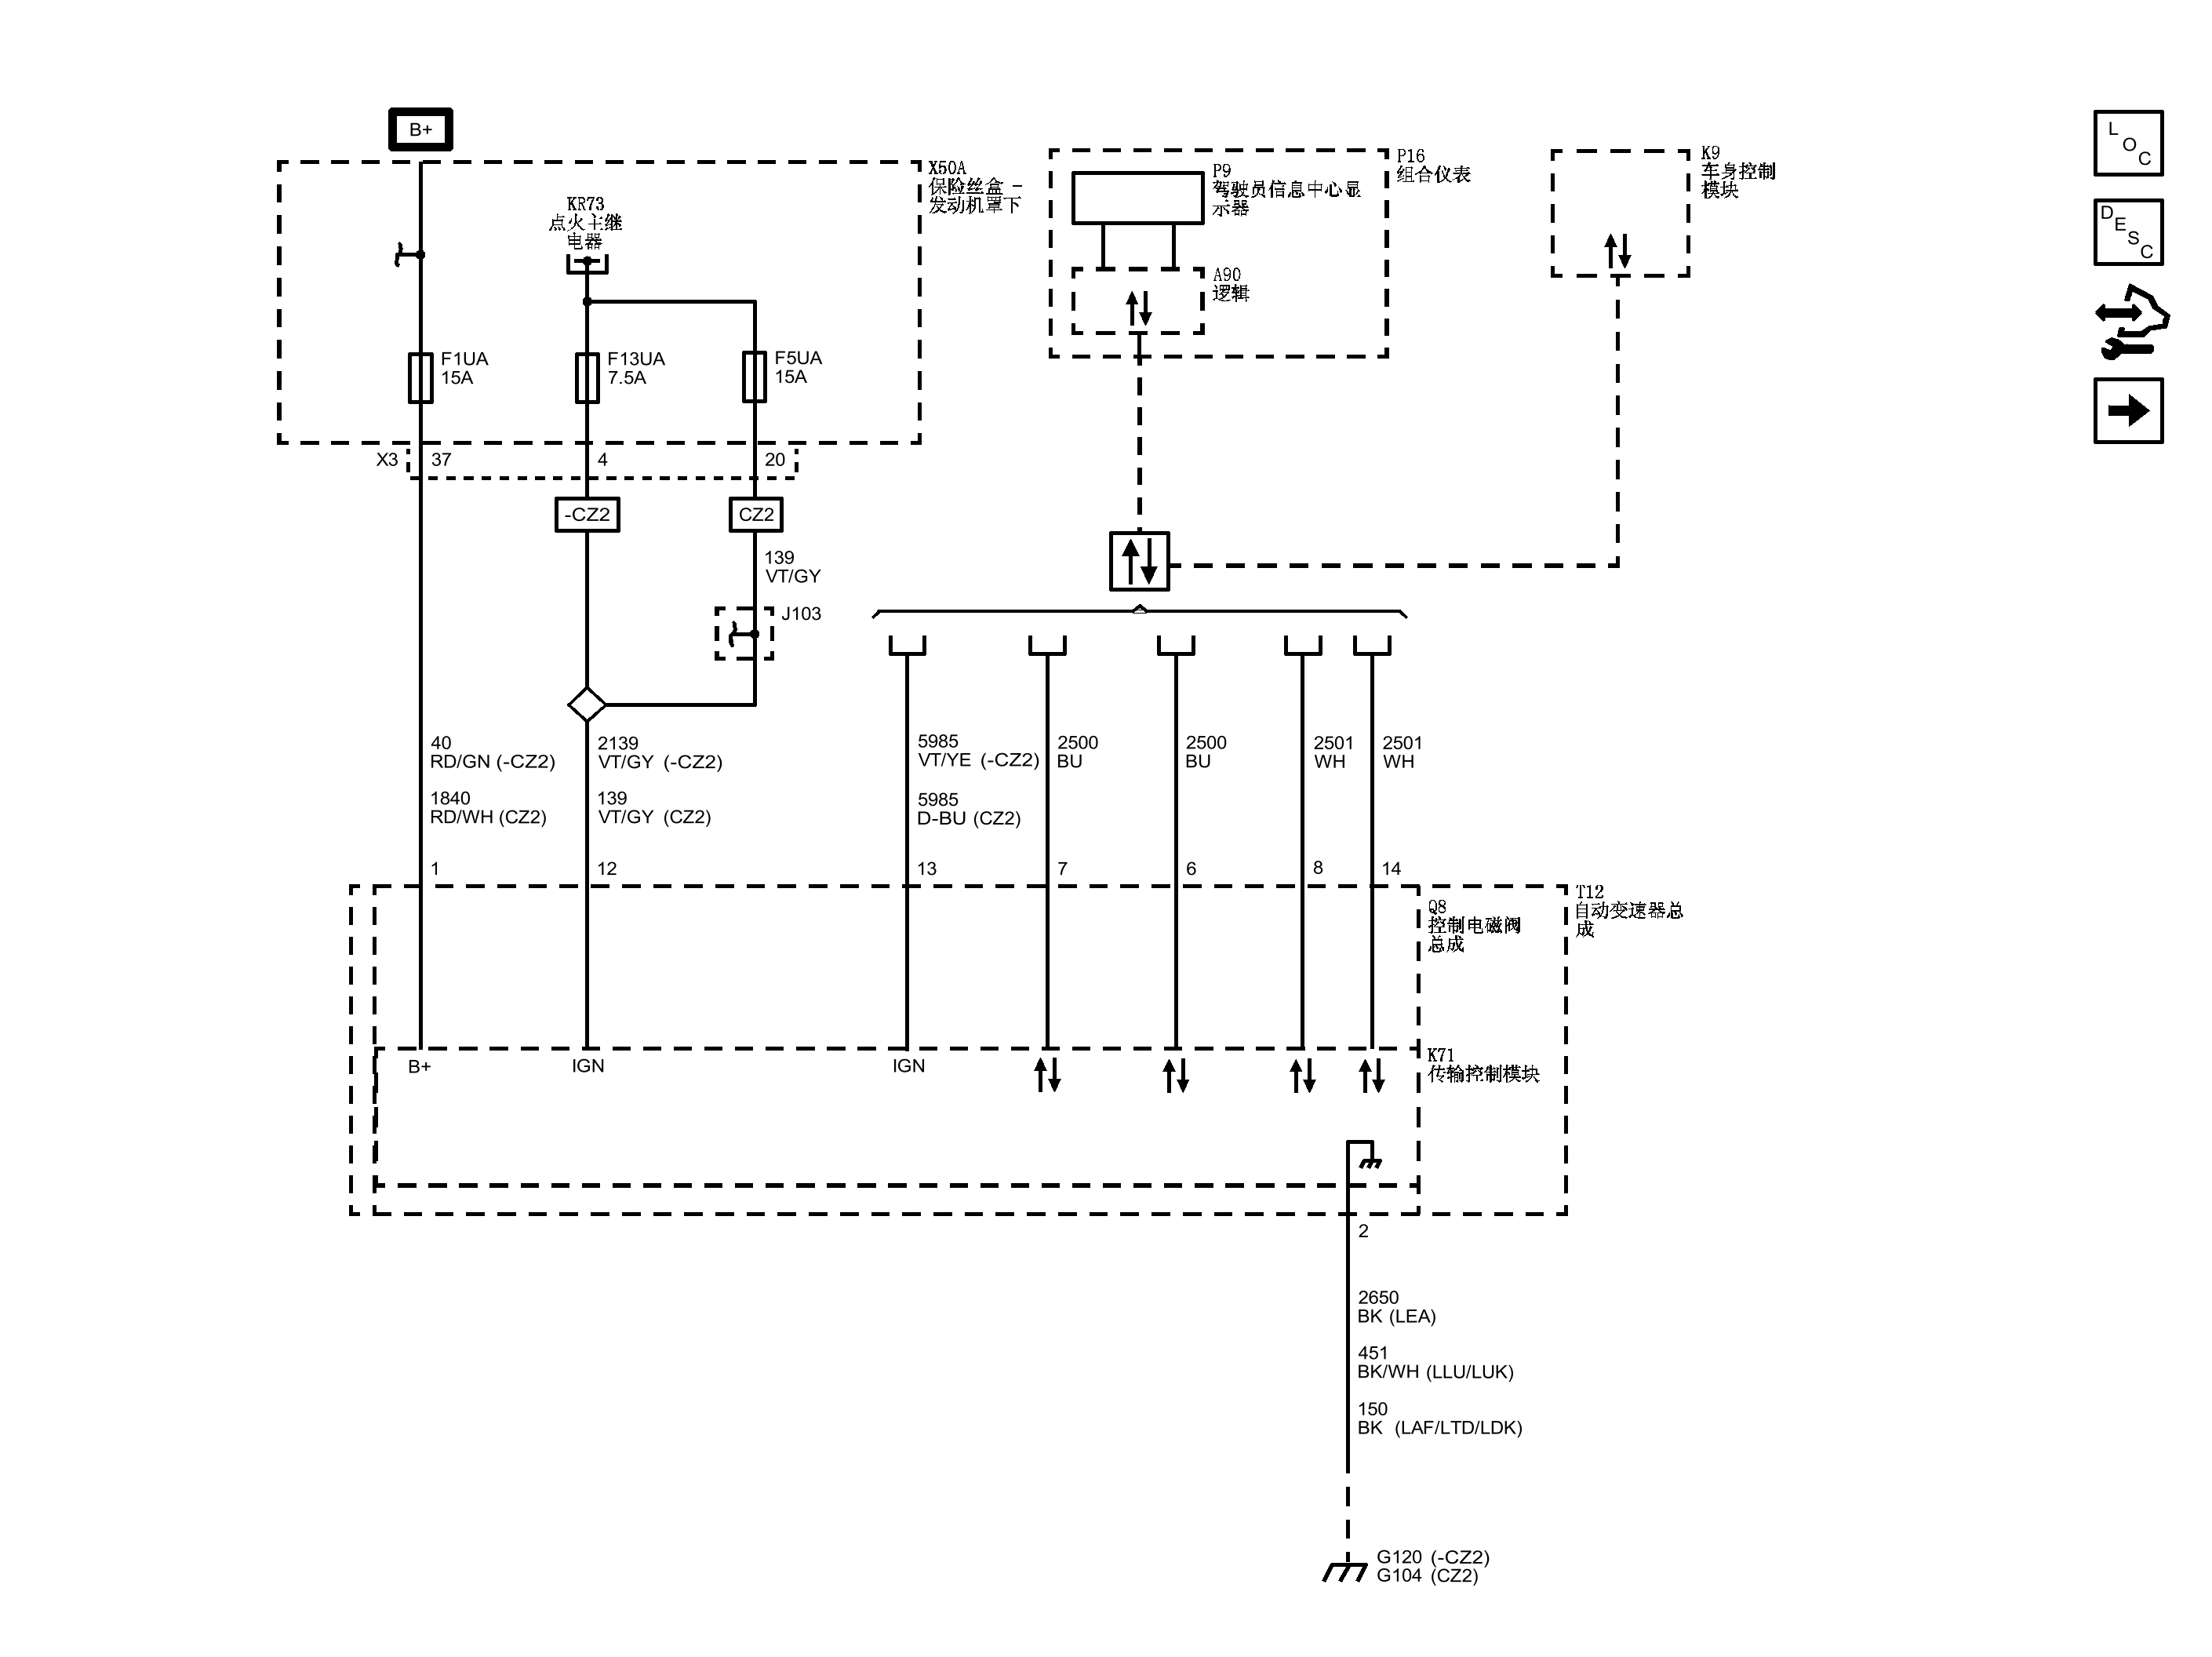 B+
X50A
保险丝盒 -
发动机罩下
KR73
点火主继
电器
F1UA
15A
F13UA
7.5A
F5UA
15A
X3
37
4
20
-CZ2
CZ2
139
VT/GY
J103
P16
组合仪表
P9
驾驶员信息中心显
示器
A90
逻辑
K9
车身控制
模块
L
O
C
D
E
S
C
40
RD/GN (-CZ2)
1840
RD/WH (CZ2)
2139
VT/GY (-CZ2)
139
VT/GY (CZ2)
5985
VT/YE (-CZ2)
5985
D-BU (CZ2)
2500
BU
2500
BU
2501
WH
2501
WH
1
12
13
7
6
8
14
Q8
控制电磁阀
总成
T12
自动变速器总
成
B+
IGN
IGN
K71
传输控制模块
2
2650
BK (LEA)
451
BK/WH (LLU/LUK)
150
BK (LAF/LTD/LDK)
G120 (-CZ2)
G104 (CZ2)